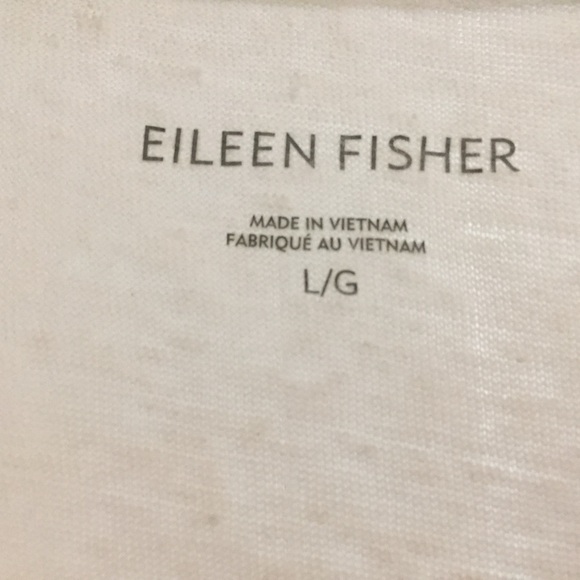 EILEEN FISHER
MADE IN VIETNAM
FABRIQUÉ AU VIETNAM
L/G